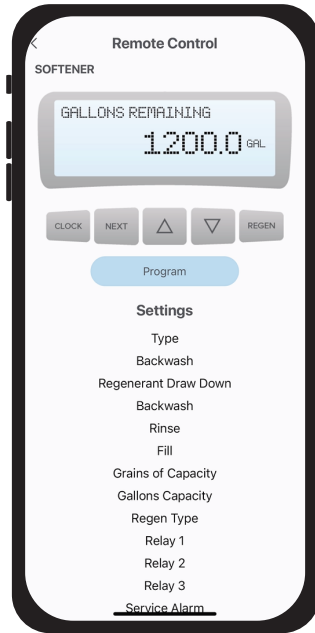 Remote Control
SOFTENER
GALLONS REMAINING
1200.0 GAL
CLOCK NEXT REGEN
Program
Settings
Type
Backwash
Regenerant Draw Down
Backwash
Rinse
Fill
Grains of Capacity
Gallons Capacity
Regen Type
Relay 1
Relay 2
Relay 3
Service Alarm